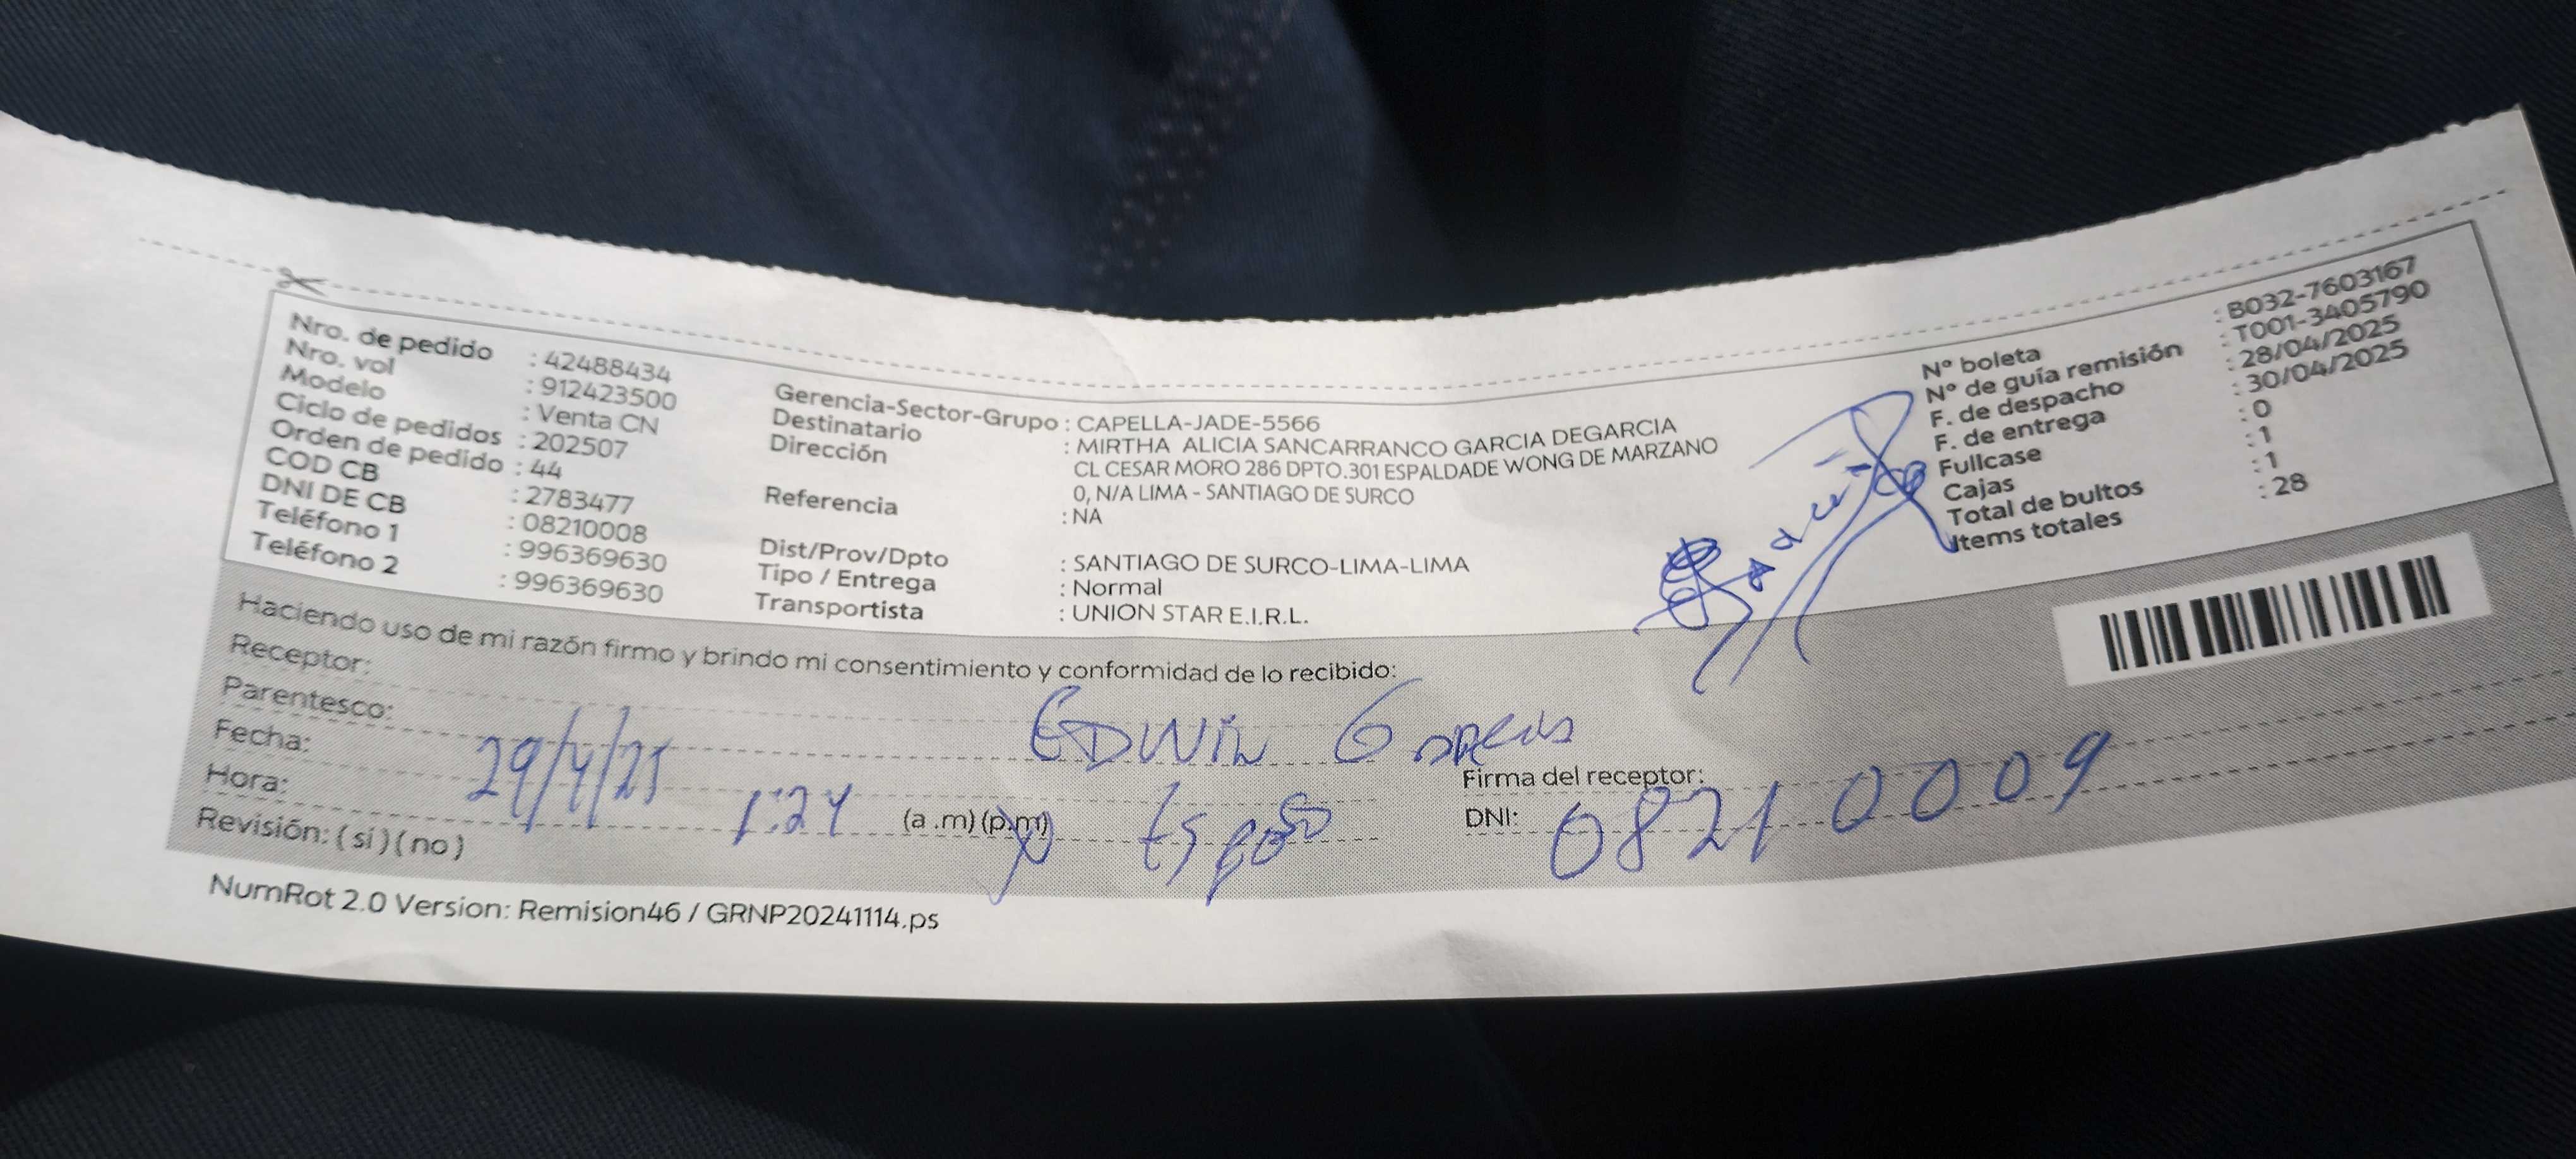 Nro. de pedido : 42488434
Nro. vol : 912423500
Modelo : Venta CN
Ciclo de pedidos : 202507
Orden de pedido : 44
COD CB : 2783477
DNI DE CB : 08210008
Teléfono 1 : 996369630
Teléfono 2 : 996369630
Gerencia-Sector-Grupo : CAPELLA-JADE-5566
Destinatario : MIRTHA ALICIA SANCARRANCO GARCIA DEGARCIA
Dirección CL CESAR MORO 286 DPTO.301 ESPALDADE WONG DE MARZANO
0, N/A LIMA - SANTIAGO DE SURCO
Referencia : NA
Dist/Prov/Dpto : SANTIAGO DE SURCO-LIMA-LIMA
Tipo / Entrega : Normal
Transportista : UNION STAR E.I.R.L.
N° boleta : B032-7603167
N° de guía remisión : T001-3405790
F. de despacho : 28/04/2025
F. de entrega : 30/04/2025
Fullcase : 0
Cajas : 1
Total de bultos : 1
Items totales : 28
Haciendo uso de mi razón firmo y brindo mi consentimiento y conformidad de lo recibido:
Receptor: EDWIN
Parentesco: Esposo
Fecha: 29/4/25
Hora: 1:24 (a .m) (p.m)
Revisión: ( si ) ( no )
Firma del receptor:
DNI: 08210009
NumRot 2.0 Version: Remision46 / GRNP20241114.ps